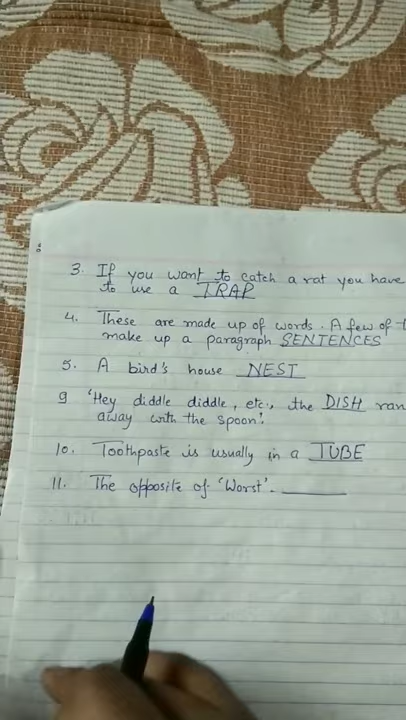 3. If you want to catch a rat you have
to use a TRAP
4. These are made up of words. A few of
make up a paragraph SENTENCES
5. A bird's house NEST
9 'Hey diddle diddle, etc., the DISH ran
away with the spoon!
10. Toothpaste is usually in a TUBE
11. The opposite of 'Worst'. ______